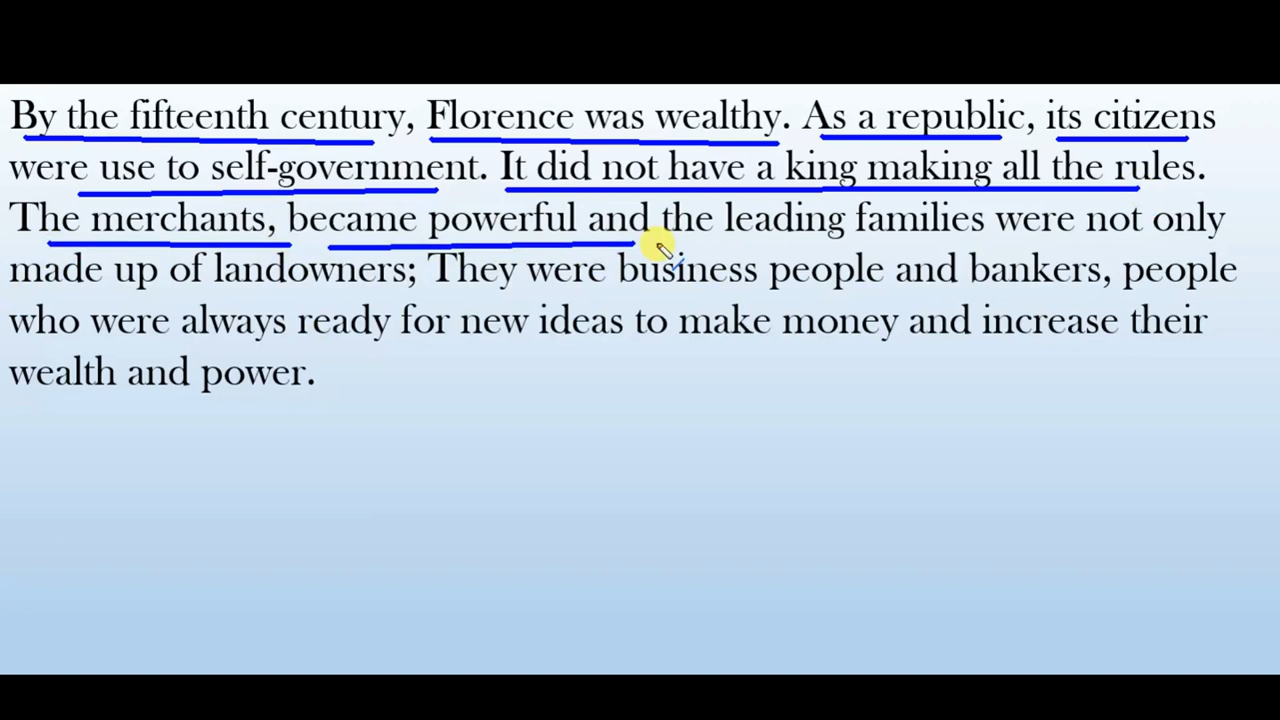 By the fifteenth century, Florence was wealthy. As a republic, its citizens
were use to self-government. It did not have a king making all the rules.
The merchants, became powerful and the leading families were not only
made up of landowners; They were business people and bankers, people
who were always ready for new ideas to make money and increase their
wealth and power.